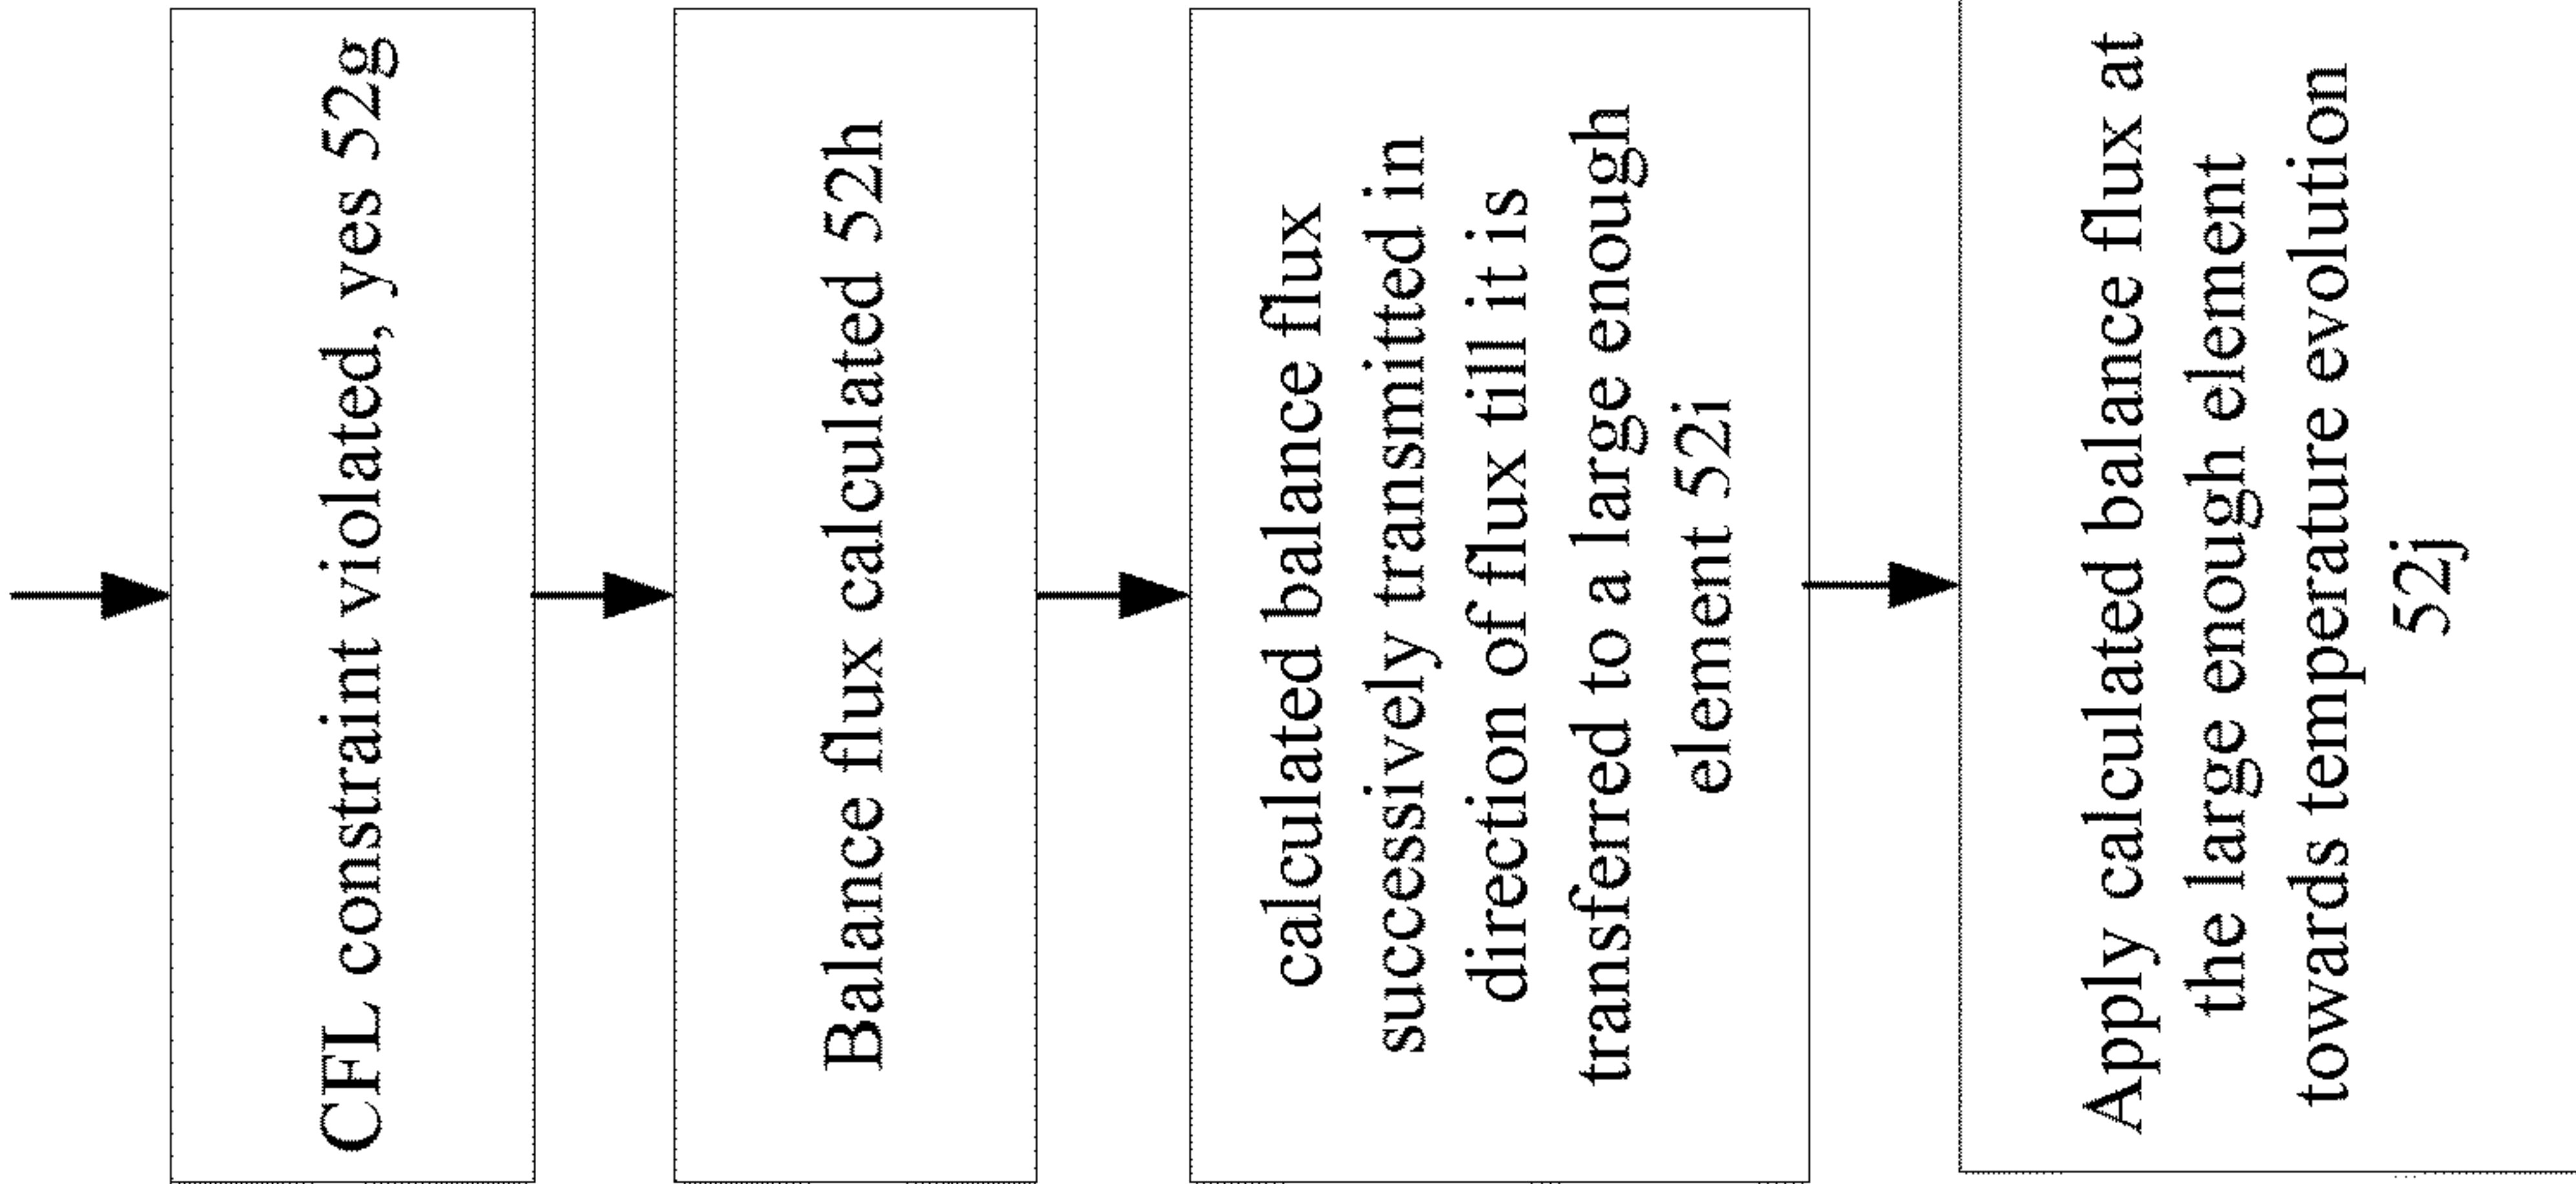 CFL constraint violated, yes 52g
Balance flux calculated 52h
calculated balance flux
successively transmitted in
direction of flux till it is
transferred to a large enough
element 52i
Apply calculated balance flux at
the large enough element
towards temperature evolution
52j